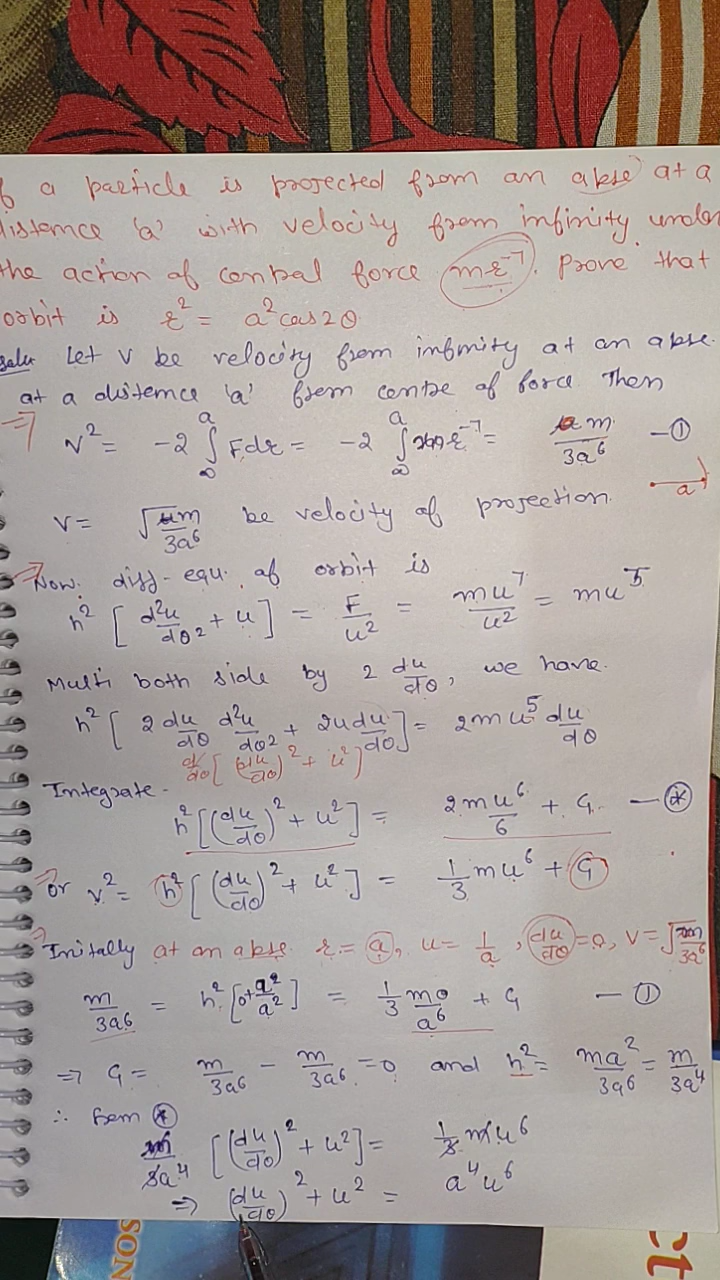 a particle is projected from an apse at a
distance 'a' with velocity from infinity under
the action of central force mr⁻⁷. Prove that
orbit is r² = a² cos2θ
Soln Let V be velocity from infinity at an apse.
at a distance 'a' from centre of force Then
⇒ V² = -2 ∫_∞^a F dr = -2 ∫_∞^a r⁻⁷ = m/3a⁶ —①
V = √(m/3a⁶) be velocity of projection.
a
Now. diff-equ. of orbit is
h² [d²u/dθ² + u] = F/u² = mu⁷/u² = mu⁵
Multi both side by 2 du/dθ, we have.
h² [2 du/dθ d²u/dθ² + 2u du/dθ] = 2mu⁵ du/dθ
d/dθ [(du/dθ)² + u²]
Integrate -
h² [(du/dθ)² + u²] = 2mu⁶/6 + C₁ —(*)
or v² = h² [(du/dθ)² + u²] = 1/3 mu⁶ + C₁
Initally at an apse r = a, u = 1/a, du/dθ = 0, V = √(m/3a⁶)
m/3a⁶ = h² [0 + /a²] = 1/3 m/a⁶ + C₁ —①
⇒ C₁ = m/3a⁶ - m/3a⁶ = 0 and h² = ma²/3a⁶ = m/3a⁴
∴ from (*)
m/3a⁴ [(du/dθ)² + u²] = 1/3 mu⁶
⇒ (du/dθ)² + u² = a⁴u⁶
SON
ct